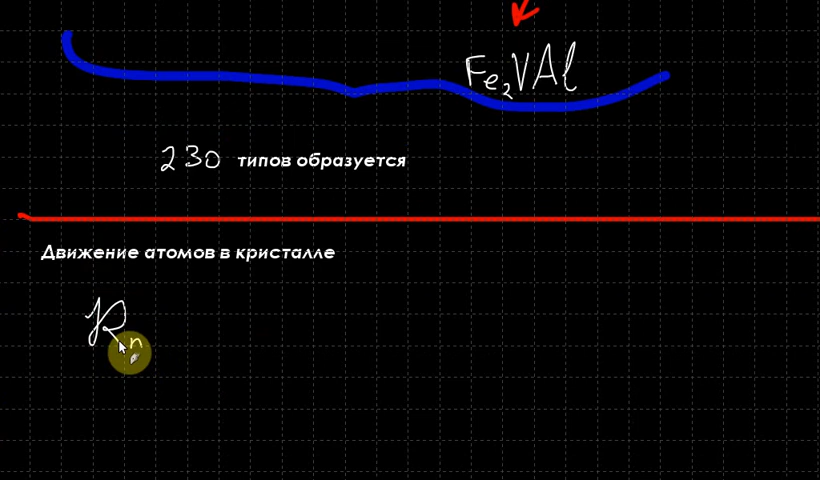 Fe₂VAl
230 типов образуется
Движение атомов в кристалле
Rₙ